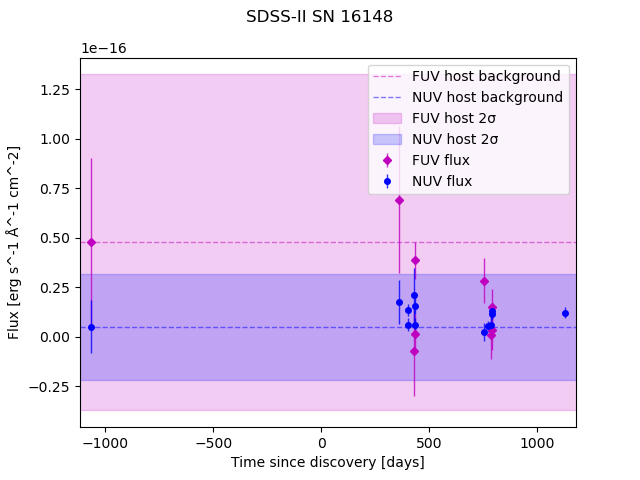 SDSS-II SN 16148
1e−16
FUV host background
NUV host background
FUV host 2σ
NUV host 2σ
FUV flux
NUV flux
1.25
1.00
0.75
0.50
0.25
0.00
−0.25
Flux [erg s^-1 Å^-1 cm^-2]
−1000 −500 0 500 1000
Time since discovery [days]